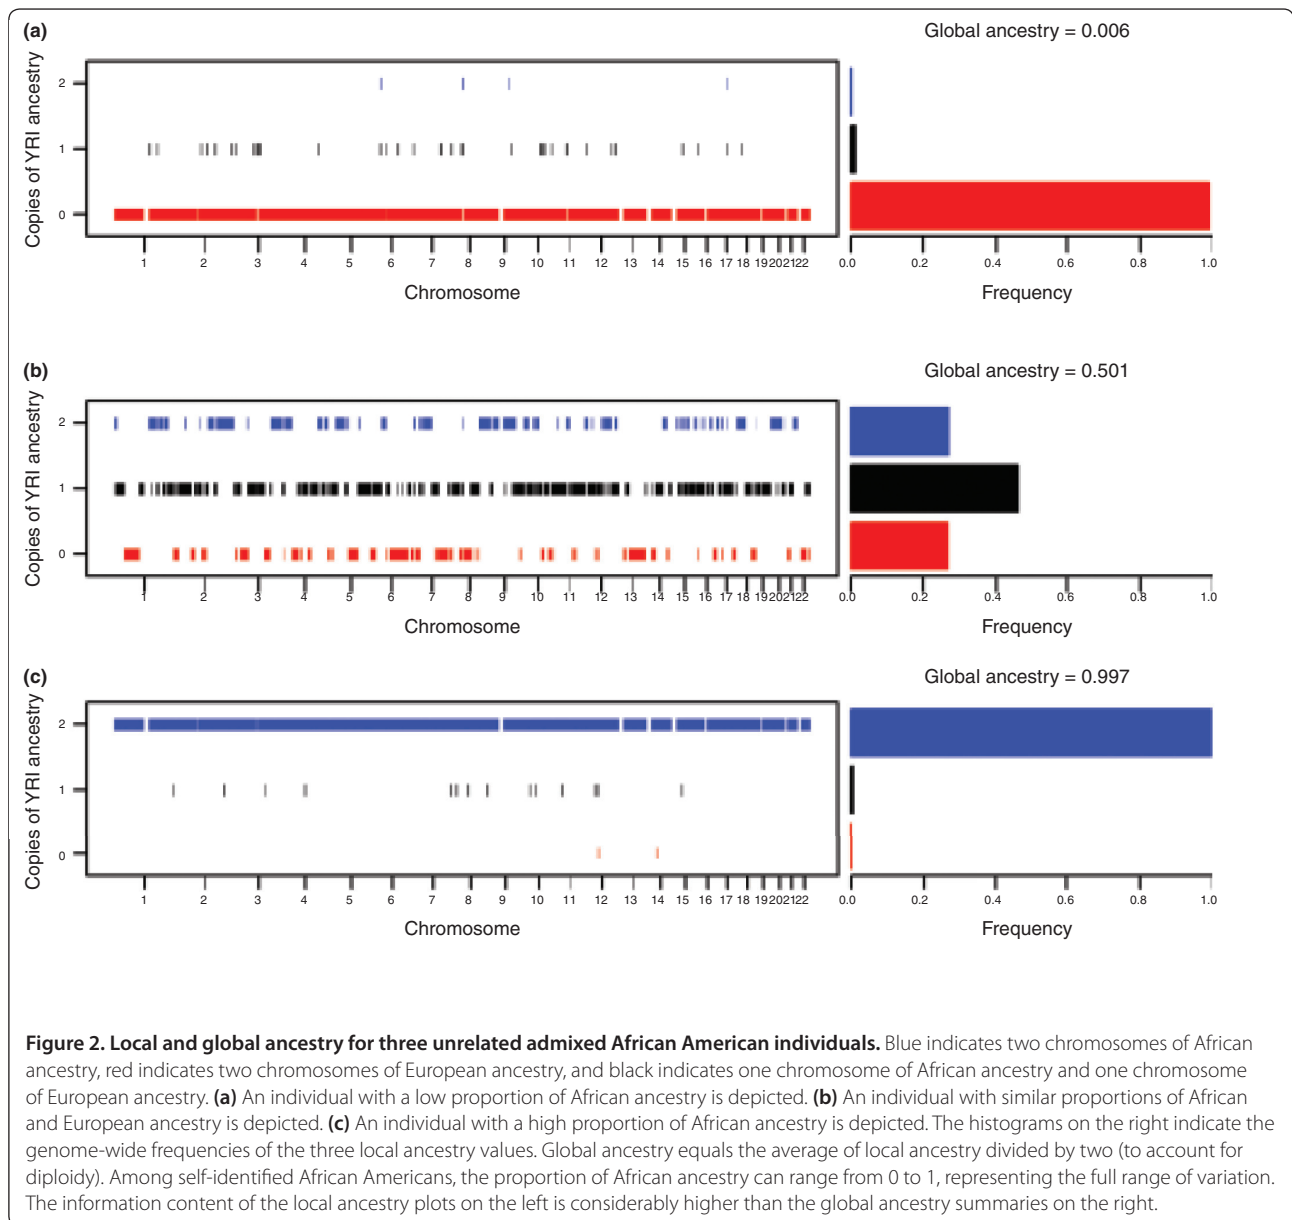 (a)
Global ancestry = 0.006
Copies of YRI ancestry
2
1
0
1 2 3 4 5 6 7 8 9 10 11 12 13 14 15 16 17 18 19 20 21 22
Chromosome
0.0 0.2 0.4 0.6 0.8 1.0
Frequency
(b)
Global ancestry = 0.501
Copies of YRI ancestry
2
1
0
1 2 3 4 5 6 7 8 9 10 11 12 13 14 15 16 17 18 19 20 21 22
Chromosome
0.0 0.2 0.4 0.6 0.8 1.0
Frequency
(c)
Global ancestry = 0.997
Copies of YRI ancestry
2
1
0
1 2 3 4 5 6 7 8 9 10 11 12 13 14 15 16 17 18 19 20 21 22
Chromosome
0.0 0.2 0.4 0.6 0.8 1.0
Frequency
Figure 2. Local and global ancestry for three unrelated admixed African American individuals. Blue indicates two chromosomes of African
ancestry, red indicates two chromosomes of European ancestry, and black indicates one chromosome of African ancestry and one chromosome
of European ancestry. (a) An individual with a low proportion of African ancestry is depicted. (b) An individual with similar proportions of African
and European ancestry is depicted. (c) An individual with a high proportion of African ancestry is depicted. The histograms on the right indicate the
genome-wide frequencies of the three local ancestry values. Global ancestry equals the average of local ancestry divided by two (to account for
diploidy). Among self-identified African Americans, the proportion of African ancestry can range from 0 to 1, representing the full range of variation.
The information content of the local ancestry plots on the left is considerably higher than the global ancestry summaries on the right.